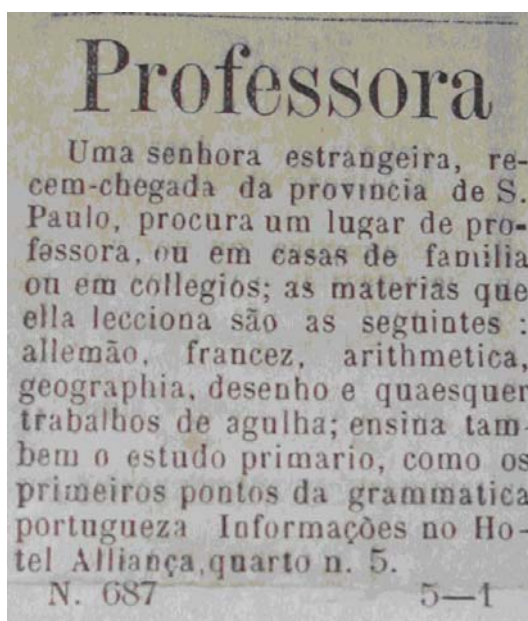 Professora
Uma senhora estrangeira, re-
cem-chegada da provincia de S.
Paulo, procura um lugar de pro-
fessora, ou em casas de familia
ou em collegios; as materias que
ella lecciona são as seguintes :
allemão, francez, arithmetica,
geographia, desenho e quaesquer
trabalhos de agulha; ensina tam-
bem o estudo primario, como os
primeiros pontos da grammatica
portugueza Informações no Ho-
tel Alliança, quarto n. 5.
N. 687 5—1